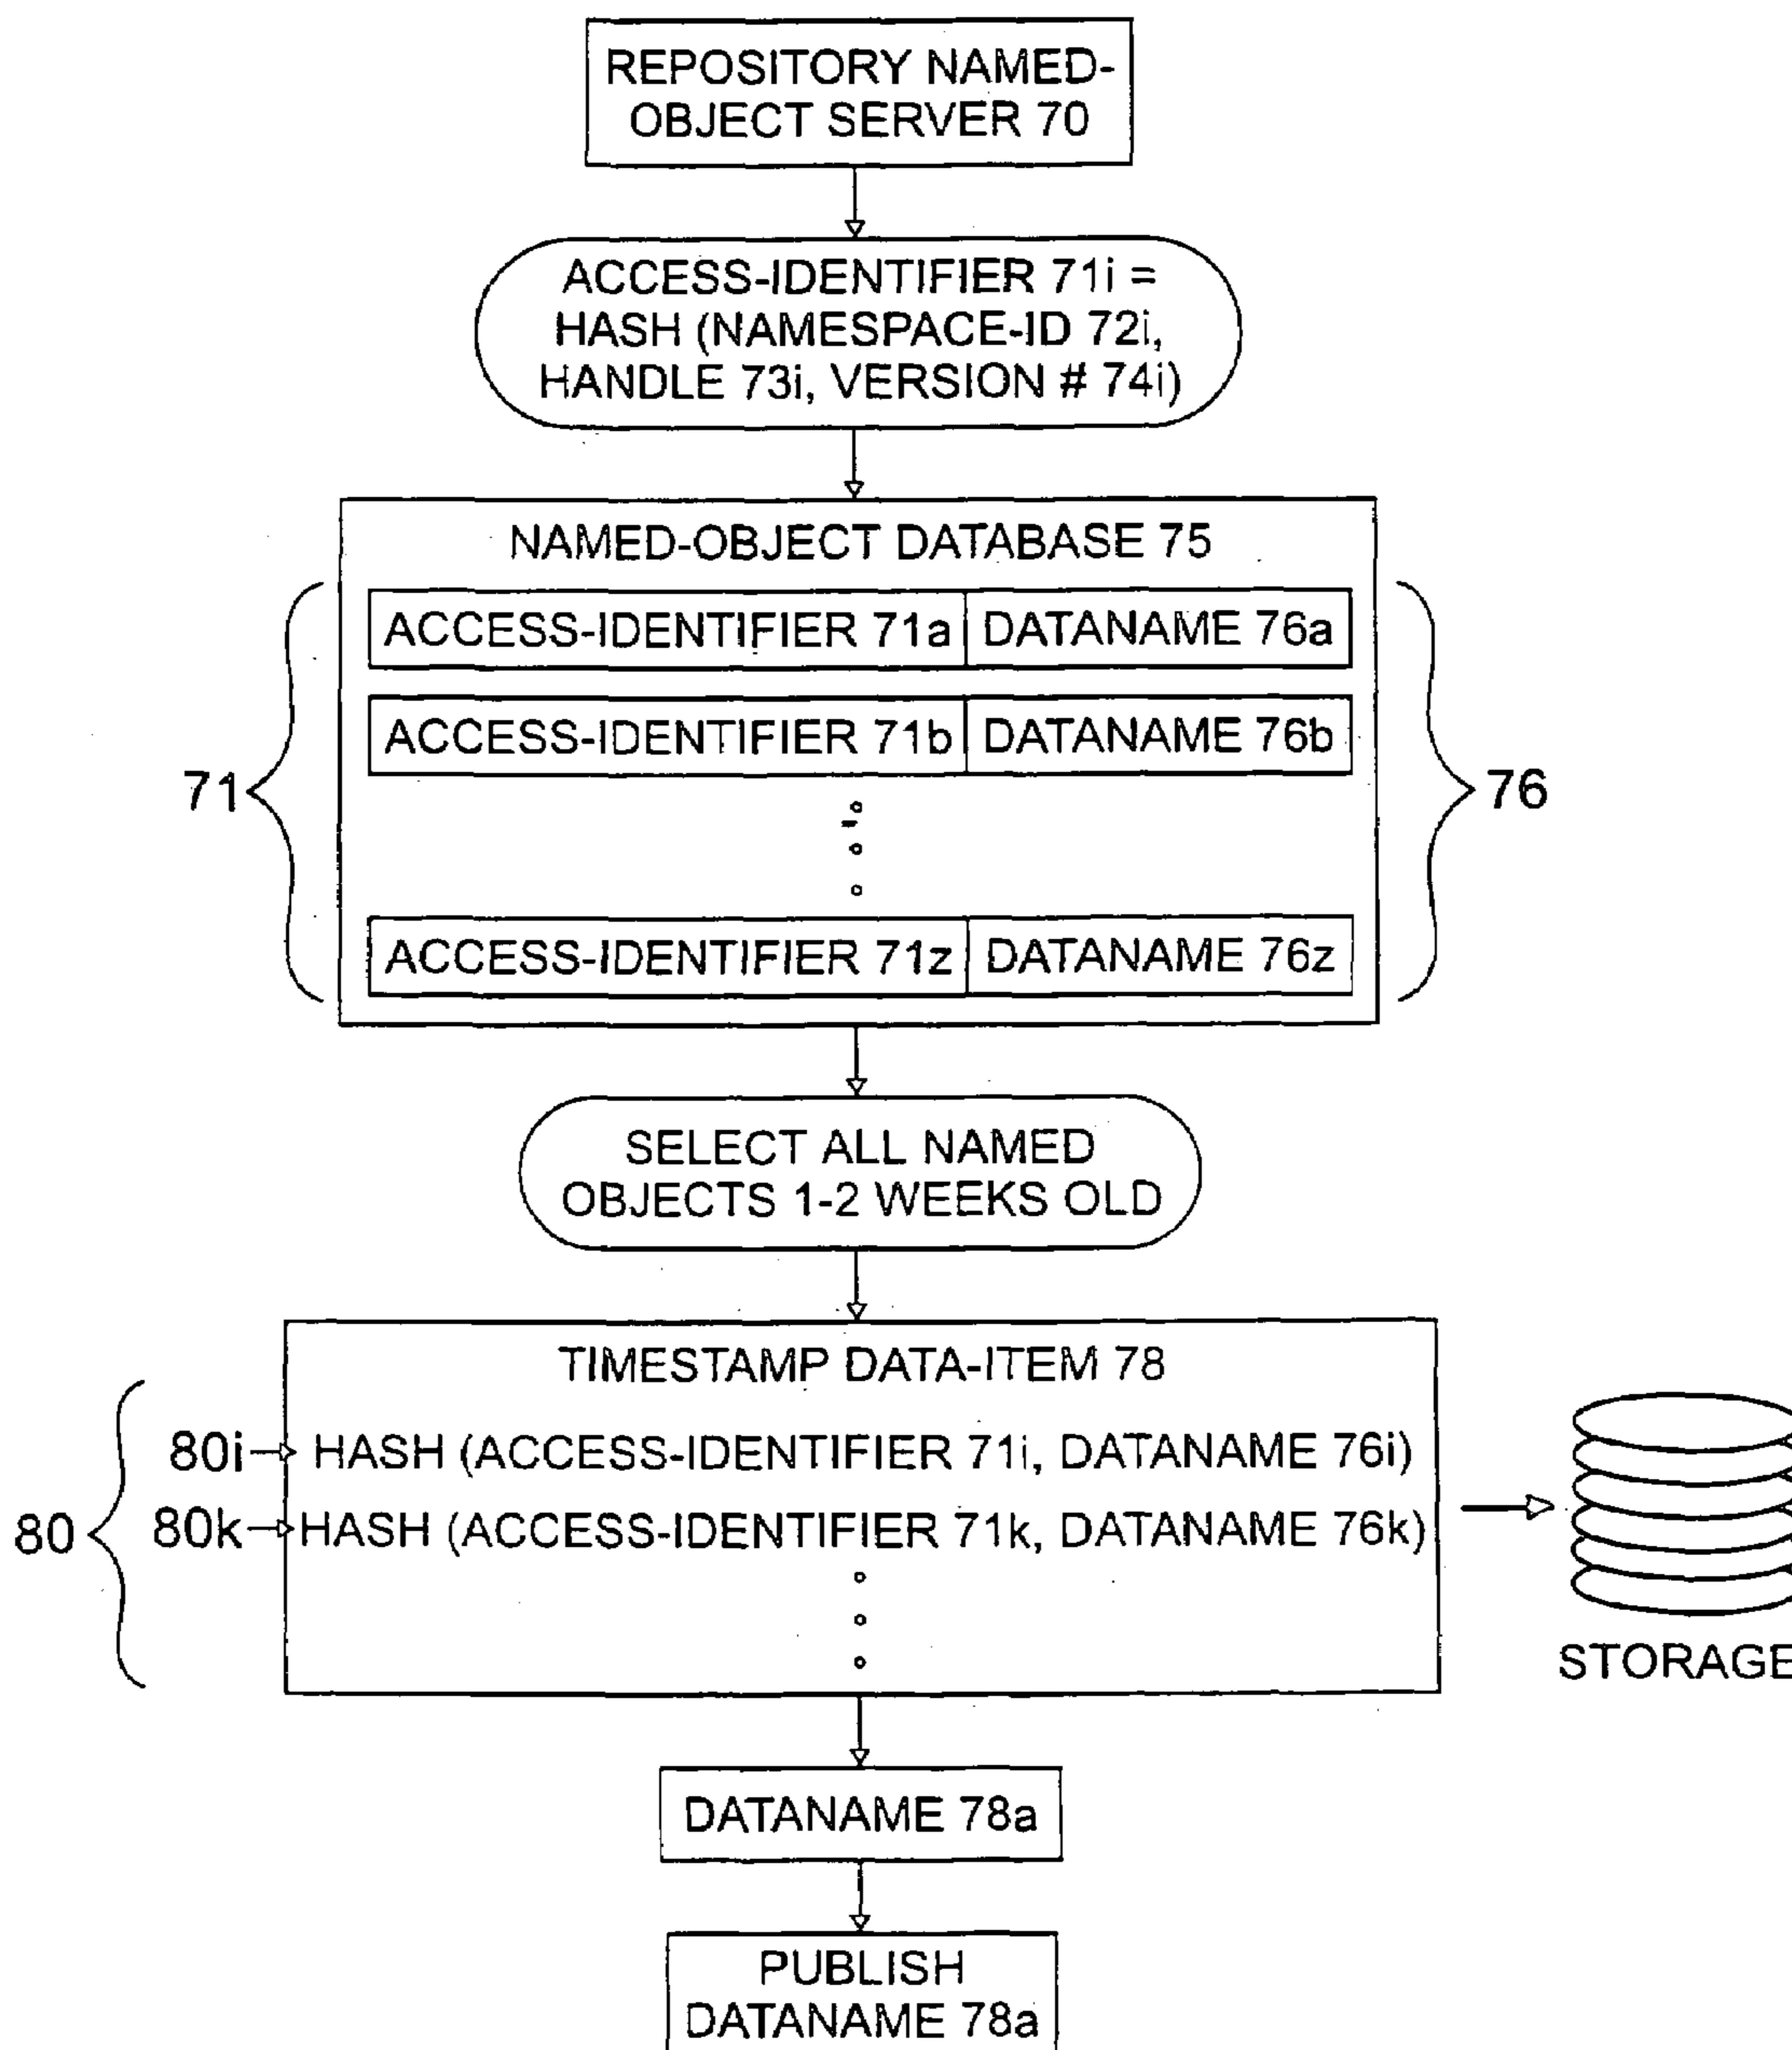 REPOSITORY NAMED-
OBJECT SERVER 70
ACCESS-IDENTIFIER 71i =
HASH (NAMESPACE-ID 72i,
HANDLE 73i, VERSION # 74i)
NAMED-OBJECT DATABASE 75
ACCESS-IDENTIFIER 71a DATANAME 76a
ACCESS-IDENTIFIER 71b DATANAME 76b
71
76
ACCESS-IDENTIFIER 71z DATANAME 76z
SELECT ALL NAMED
OBJECTS 1-2 WEEKS OLD
TIMESTAMP DATA-ITEM 78
80i HASH (ACCESS-IDENTIFIER 71i, DATANAME 76i)
80 80k HASH (ACCESS-IDENTIFIER 71k, DATANAME 76k)
STORAGE
DATANAME 78a
PUBLISH
DATANAME 78a